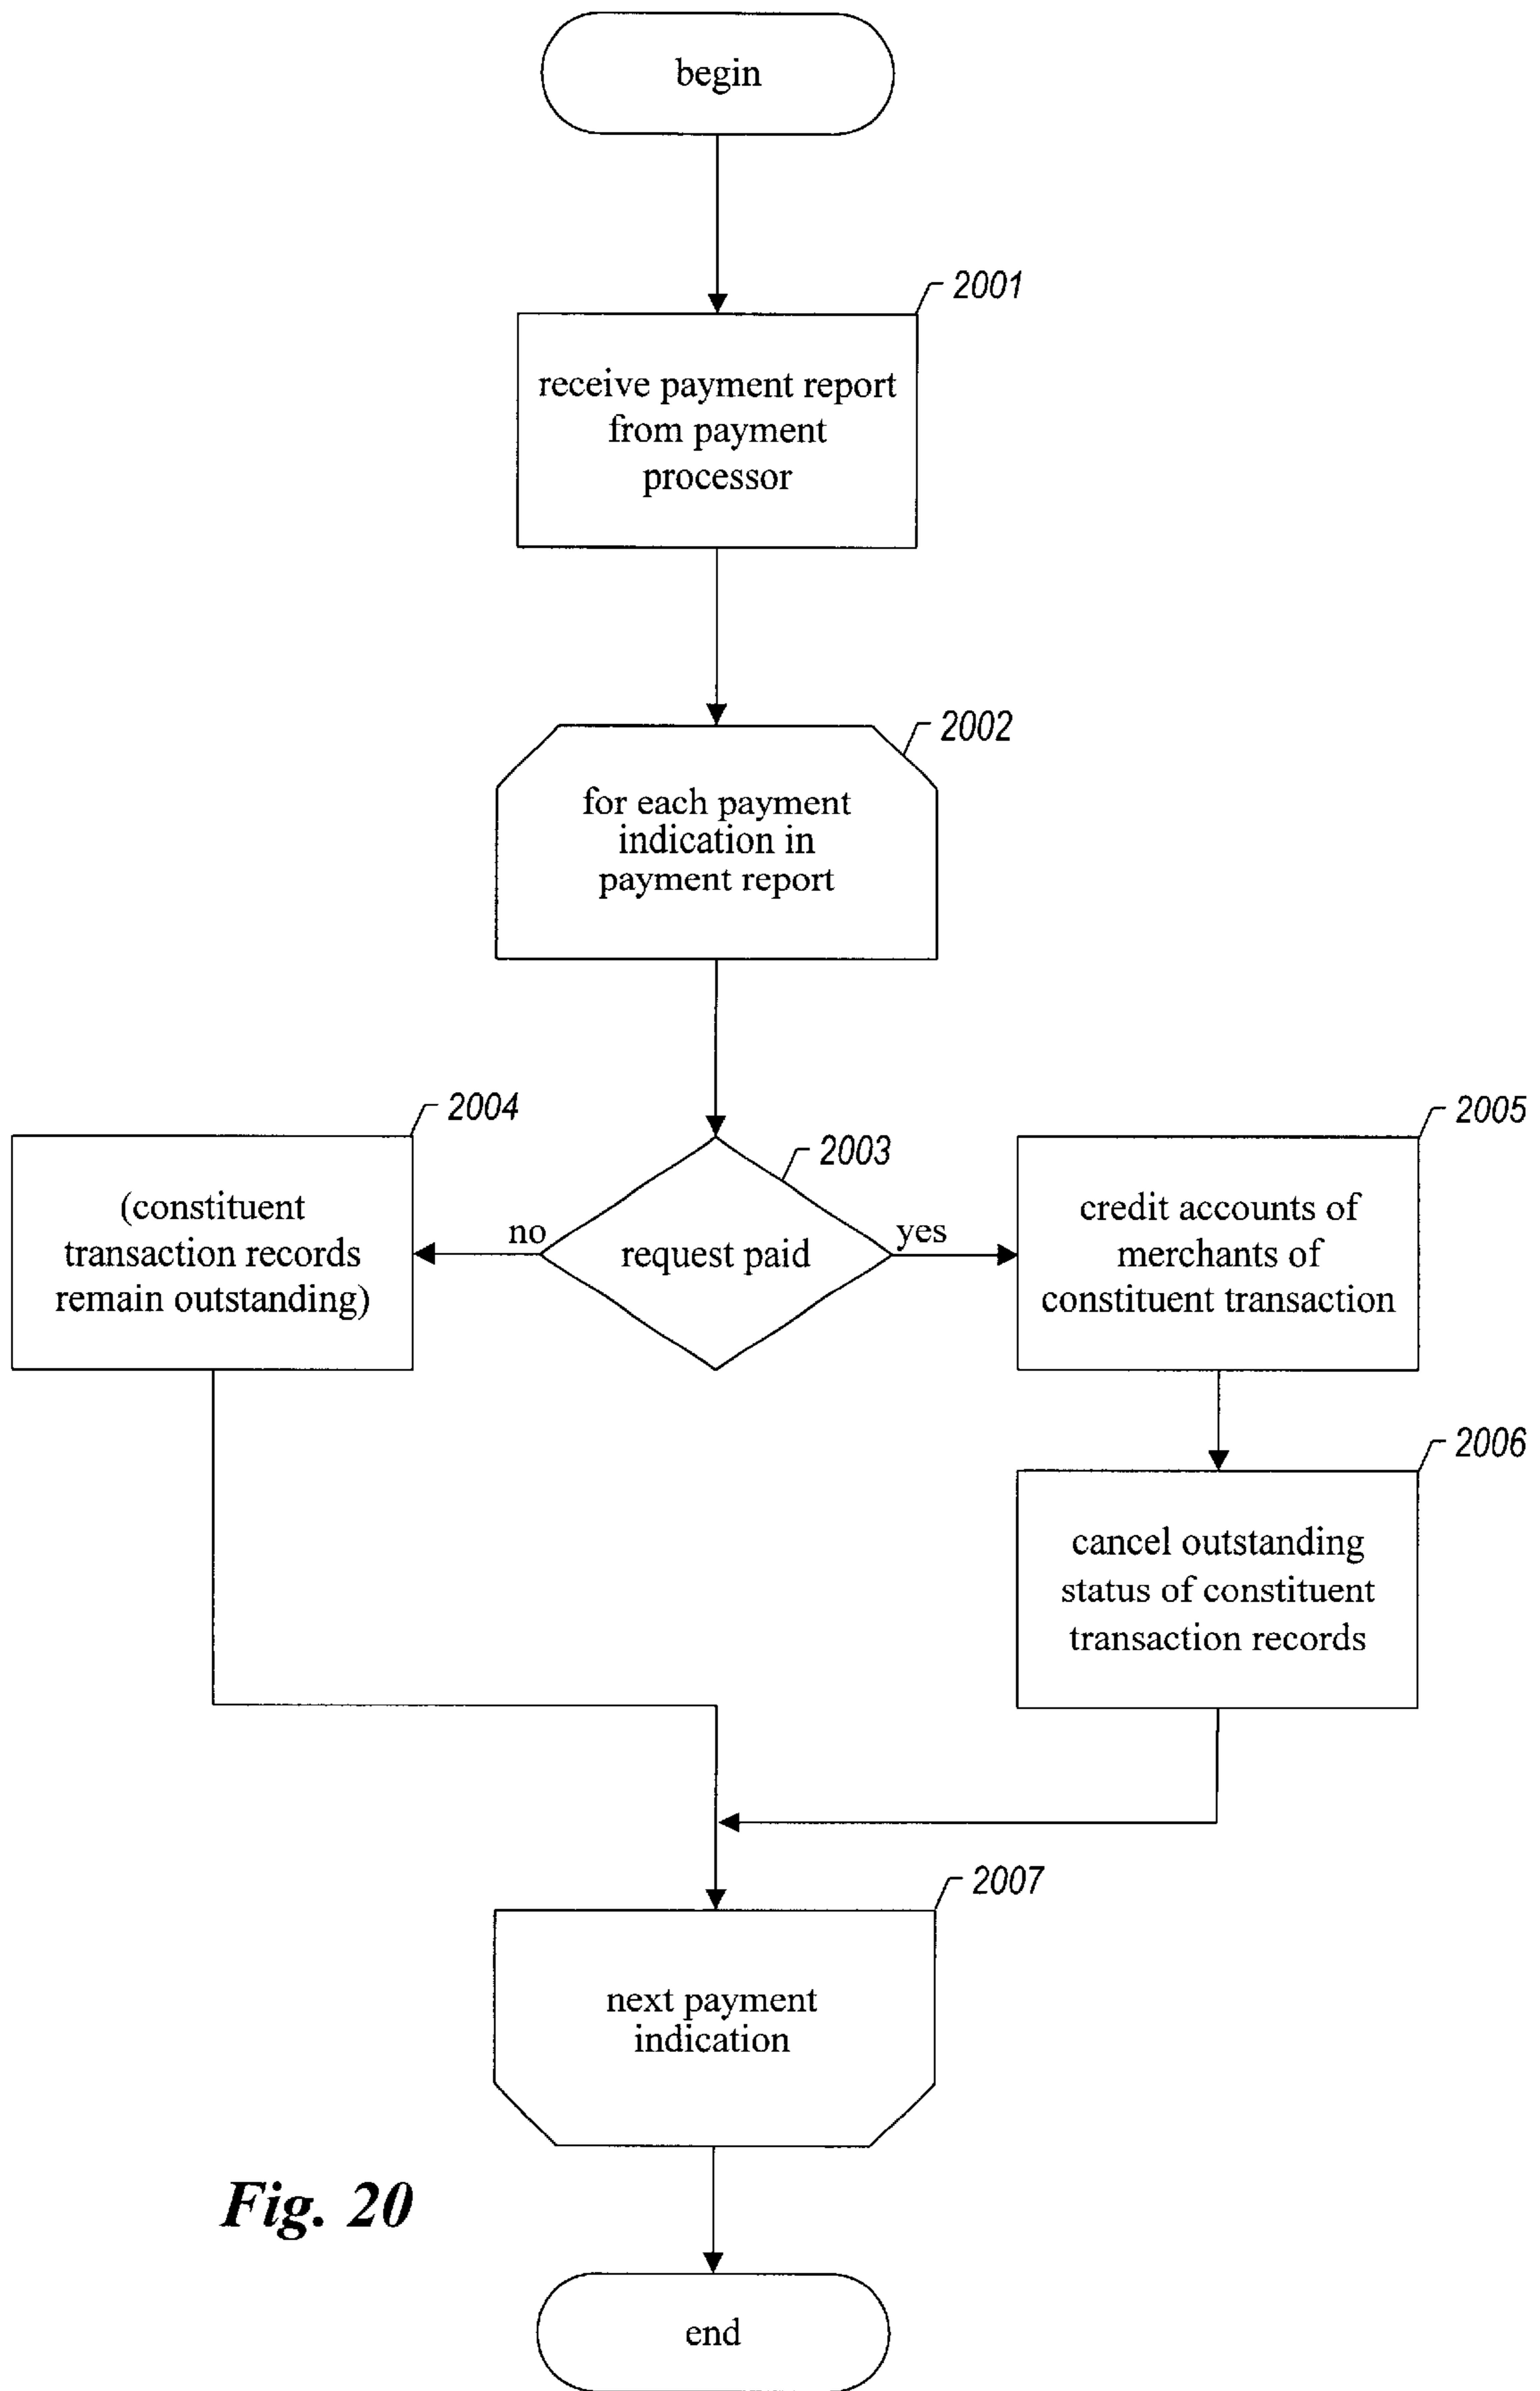 begin
2001
receive payment report
from payment
processor
2002
for each payment
indication in
payment report
2004
(constituent
transaction records
remain outstanding)
2003
no
request paid
yes
2005
credit accounts of
merchants of
constituent transaction
2006
cancel outstanding
status of constituent
transaction records
2007
next payment
indication
Fig. 20
end